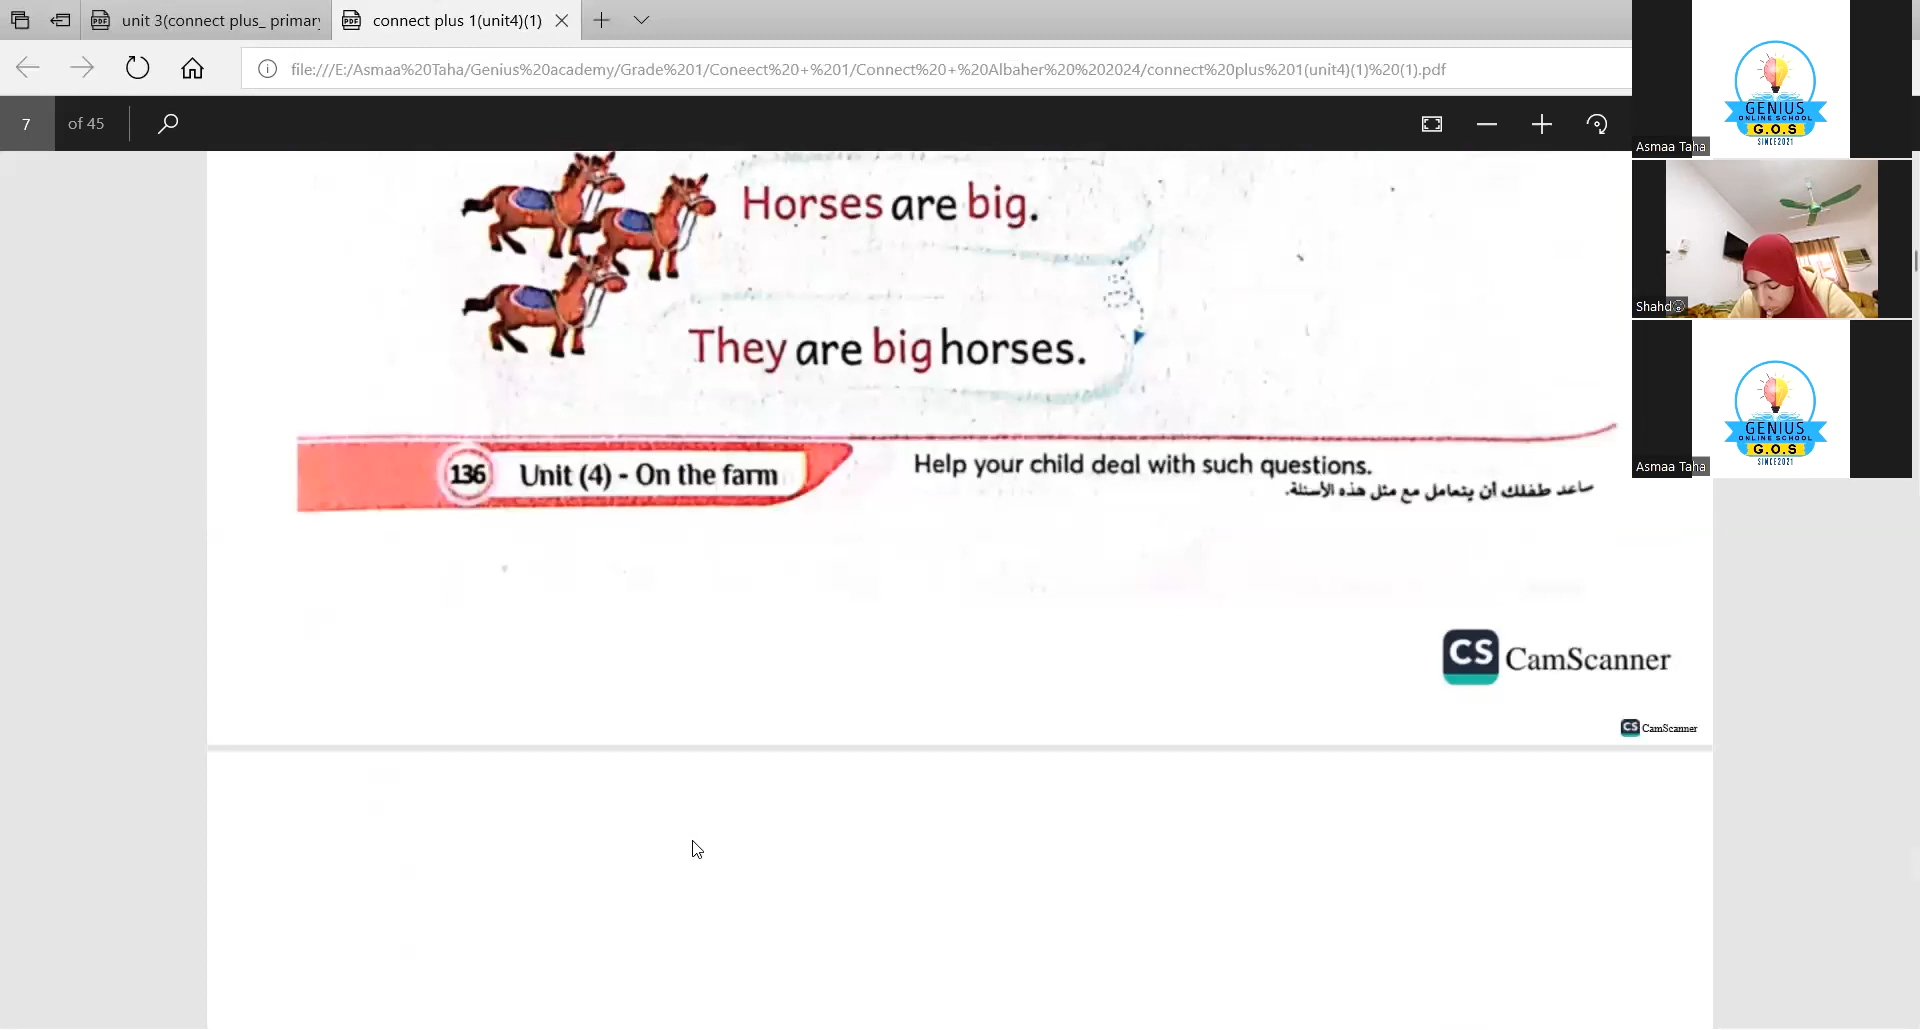 unit 3(connect plus_ primary
connect plus 1(unit4)(1)
file:///E:/Asmaa%20Taha/Genius%20academy/Grade%201/Coneect%20+%201/Connect%20+%20Albaher%20%202024/connect%20plus%201(unit4)(1)%20(1).pdf
7 of 45
Horses are big.
They are big horses.
136 Unit (4) - On the farm
Help your child deal with such questions.
ساعد طفلك أن يتعامل مع مثل هذه الأسئلة.
CS CamScanner
CS CamScanner
GENIUS
ONLINE SCHOOL
G.O.S
SINCE2021
Asmaa Taha
Shahd
GENIUS
ONLINE SCHOOL
G.O.S
SINCE2021
Asmaa Taha